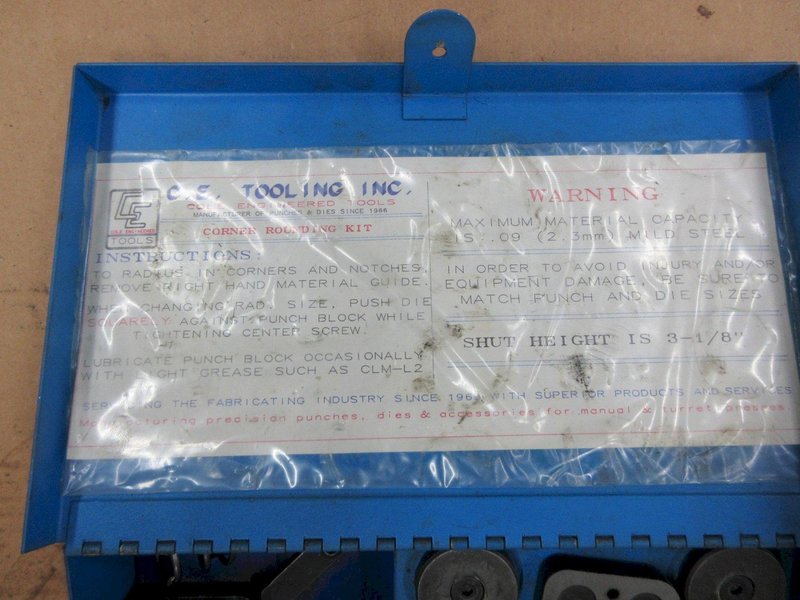 CE
TOOLS
C.E. TOOLING INC.
ENGINEERED TOOLS
MANUFACTURER OF PUNCHES & DIES SINCE 1966
CORNER ROUNDING KIT
INSTRUCTIONS:
TO RADIUS IN CORNERS AND NOTCHES,
REMOVE RIGHT HAND MATERIAL GUIDE.
WHEN CHANGING RAD. SIZE, PUSH DIE
SQUARELY AGAINST PUNCH BLOCK WHILE
TIGHTENING CENTER SCREW.
LUBRICATE PUNCH BLOCK OCCASIONALLY
WITH LIGHT GREASE SUCH AS CLM-L2
WARNING
MAXIMUM MATERIAL CAPACITY
IS .09 (2.3mm) MILD STEEL
IN ORDER TO AVOID INJURY AND/OR
EQUIPMENT DAMAGE, BE SURE TO
MATCH PUNCH AND DIE SIZES
SHUT HEIGHT IS 3-1/8"
SERVING THE FABRICATING INDUSTRY SINCE 1966 WITH SUPERIOR PRODUCTS AND SERVICES
Manufacturing precision punches, dies & accessories for manual & turret presses